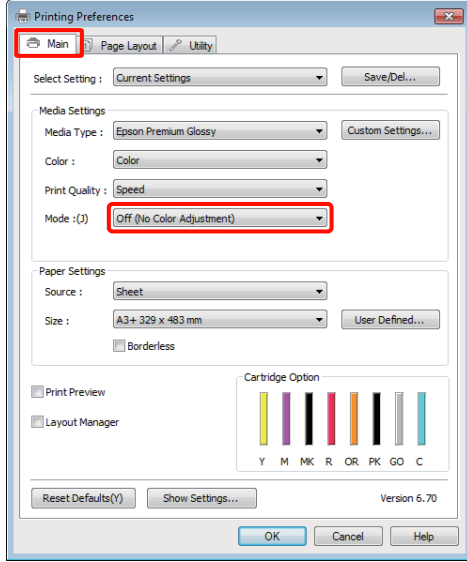 Printing Preferences
Main Page Layout Utility
Select Setting : Current Settings Save/Del...
Media Settings
Media Type : Epson Premium Glossy Custom Settings...
Color : Color
Print Quality : Speed
Mode :(J) Off (No Color Adjustment)
Paper Settings
Source : Sheet
Size : A3+ 329 x 483 mm User Defined...
Borderless
Print Preview
Layout Manager
Cartridge Option
Y M MK R OR PK GO C
Reset Defaults(Y) Show Settings... Version 6.70
OK Cancel Help